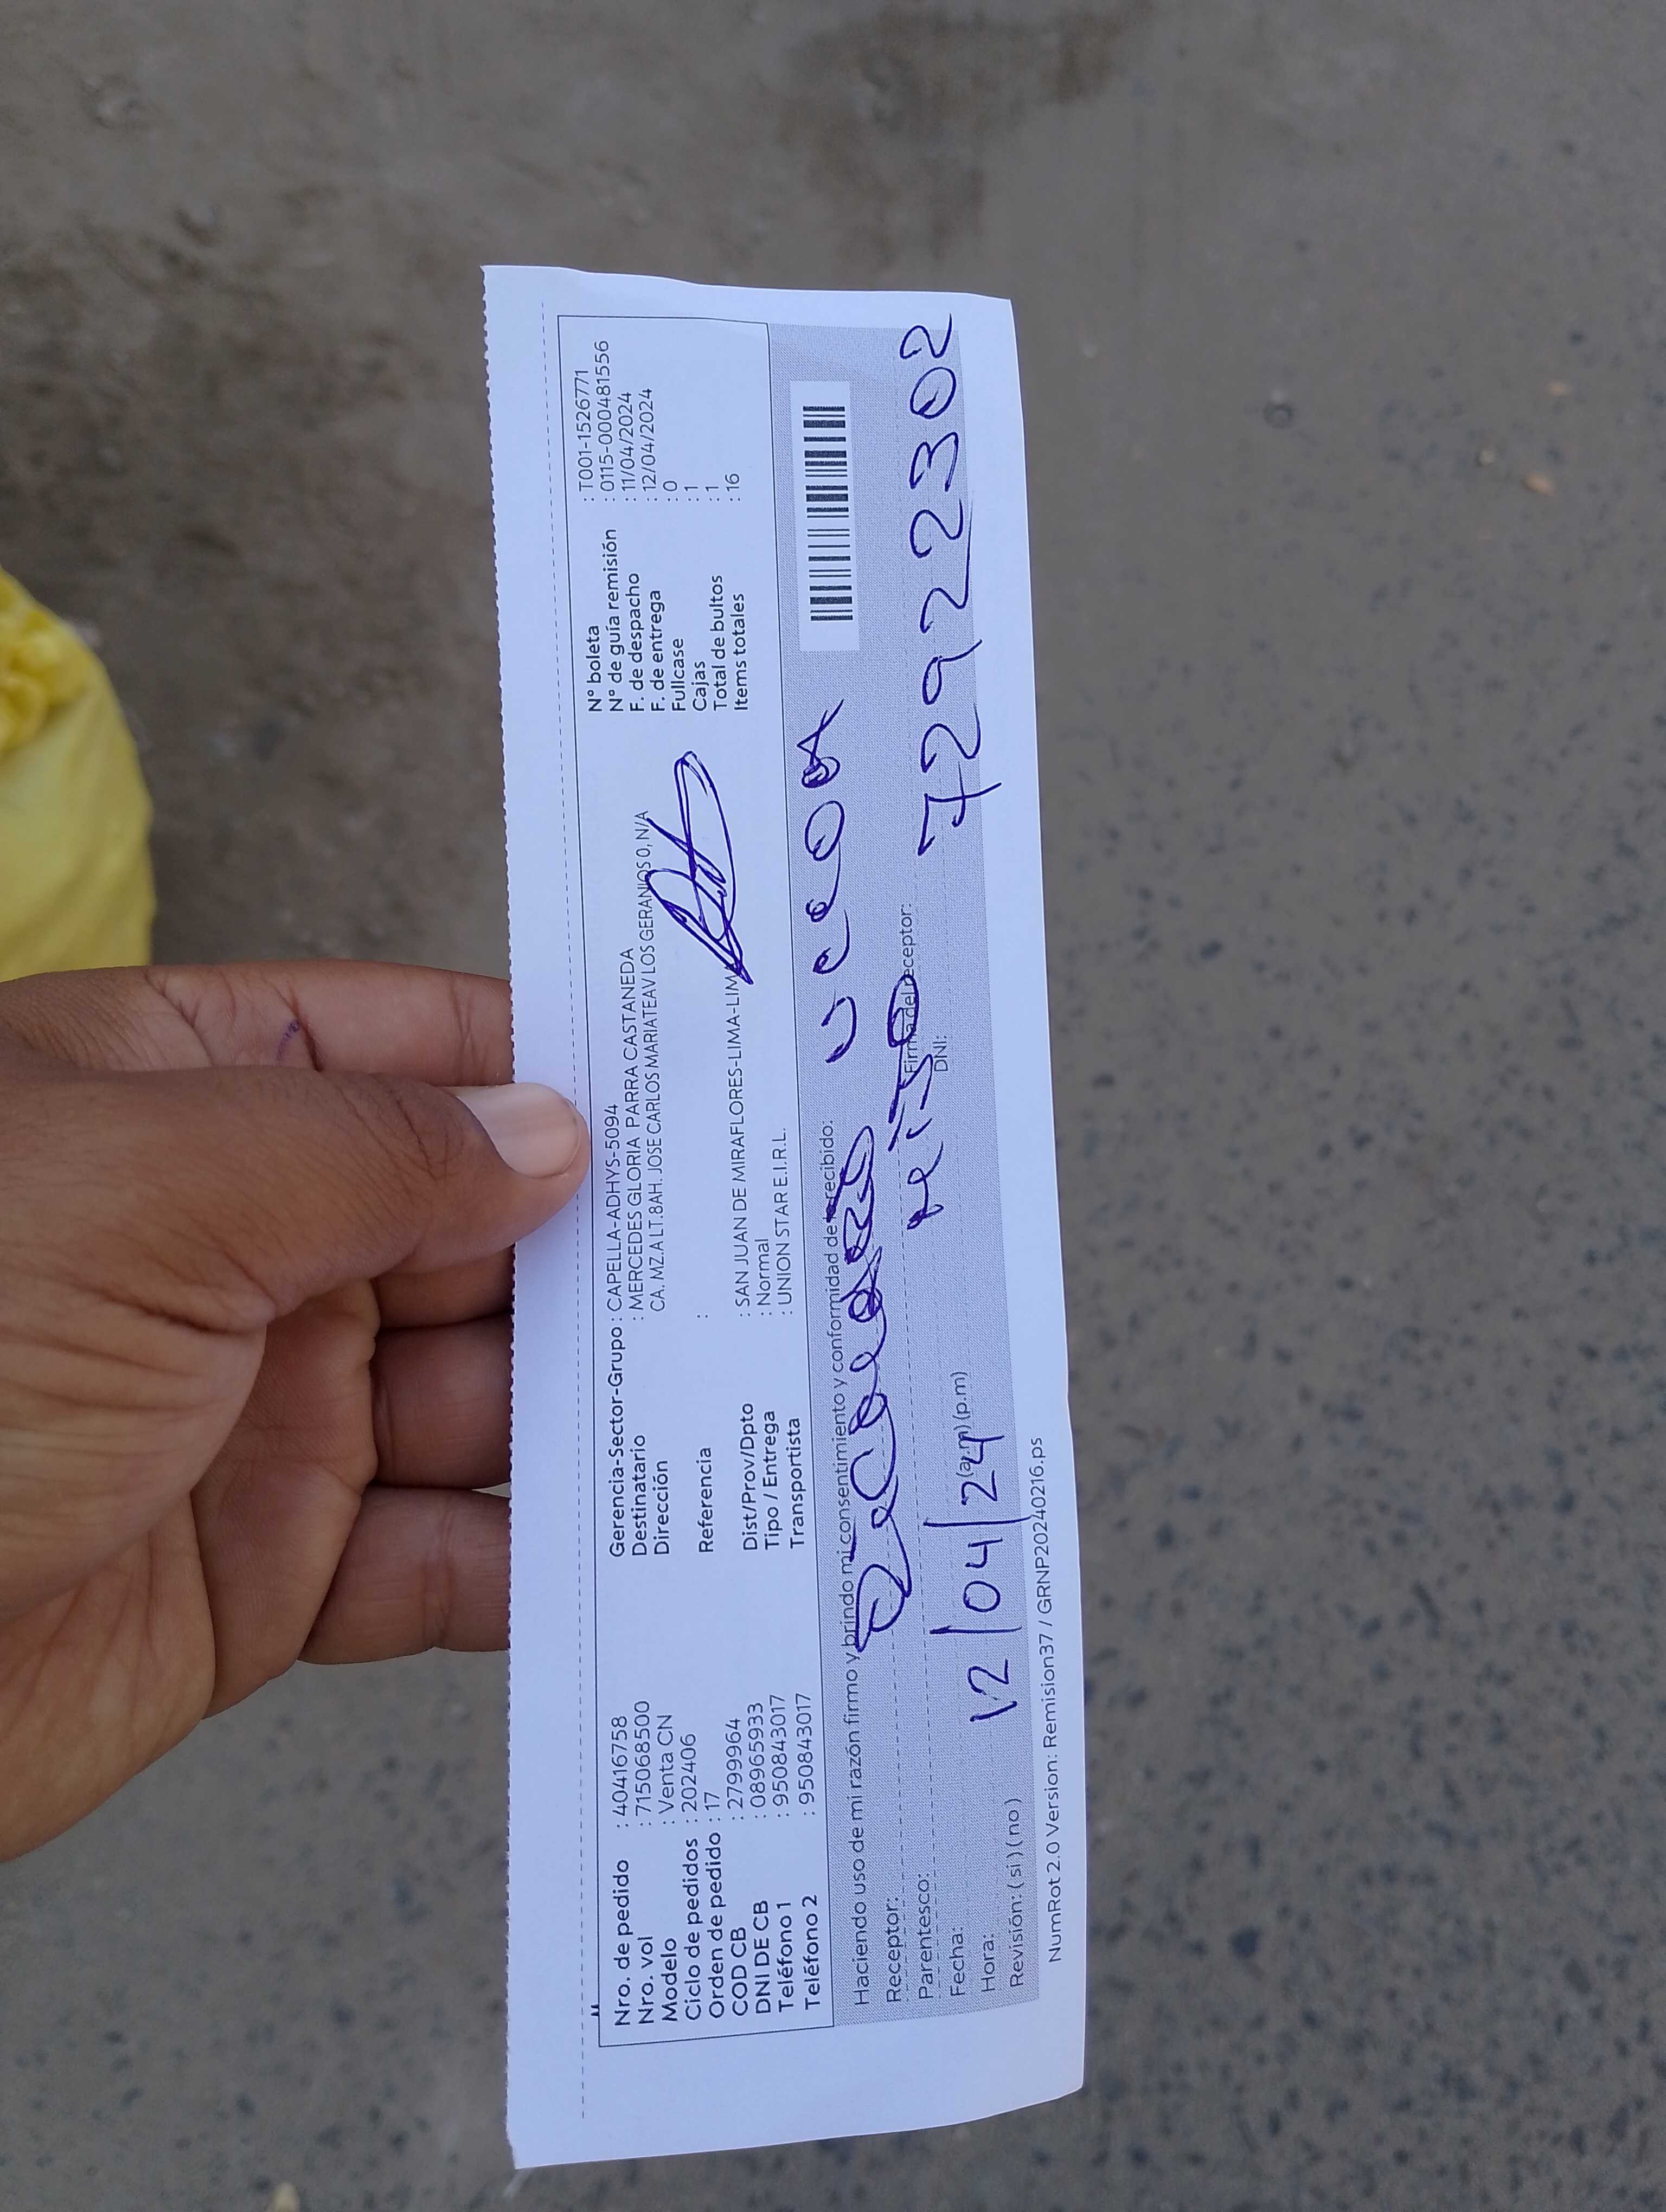 Nro. de pedido : 40416758
Nro. vol : 715068500
Modelo : Venta CN
Ciclo de pedidos : 202406
Orden de pedido : 17
COD CB : 2799964
DNI DE CB : 08965933
Teléfono 1 : 950843017
Teléfono 2 : 950843017
Gerencia-Sector-Grupo : CAPELLA-ADHYS-5094
Destinatario : MERCEDES GLORIA PARRA CASTANEDA
Dirección CA. MZ.A LT.8AH. JOSE CARLOS MARIATEAV LOS GERANIOS 0, N/A
Referencia :
Dist/Prov/Dpto : SAN JUAN DE MIRAFLORES-LIMA-LIM
Tipo / Entrega : Normal
Transportista : UNION STAR E.I.R.L.
N° boleta : T001-1526771
N° de guía remisión : 0115-0000481556
F. de despacho : 11/04/2024
F. de entrega : 12/04/2024
Fullcase : 0
Cajas : 1
Total de bultos : 1
Items totales : 16
Haciendo uso de mi razón firmo y brindo mi consentimiento y conformidad de recibido:
Receptor:
Parentesco: Firma del receptor:
Fecha: 12/04/24 DNI: 72922302
Hora: (a.m) (p.m)
Revisión: ( si ) ( no )
NumRot 2.0 Version: Remision37 / GRNP20240216.ps